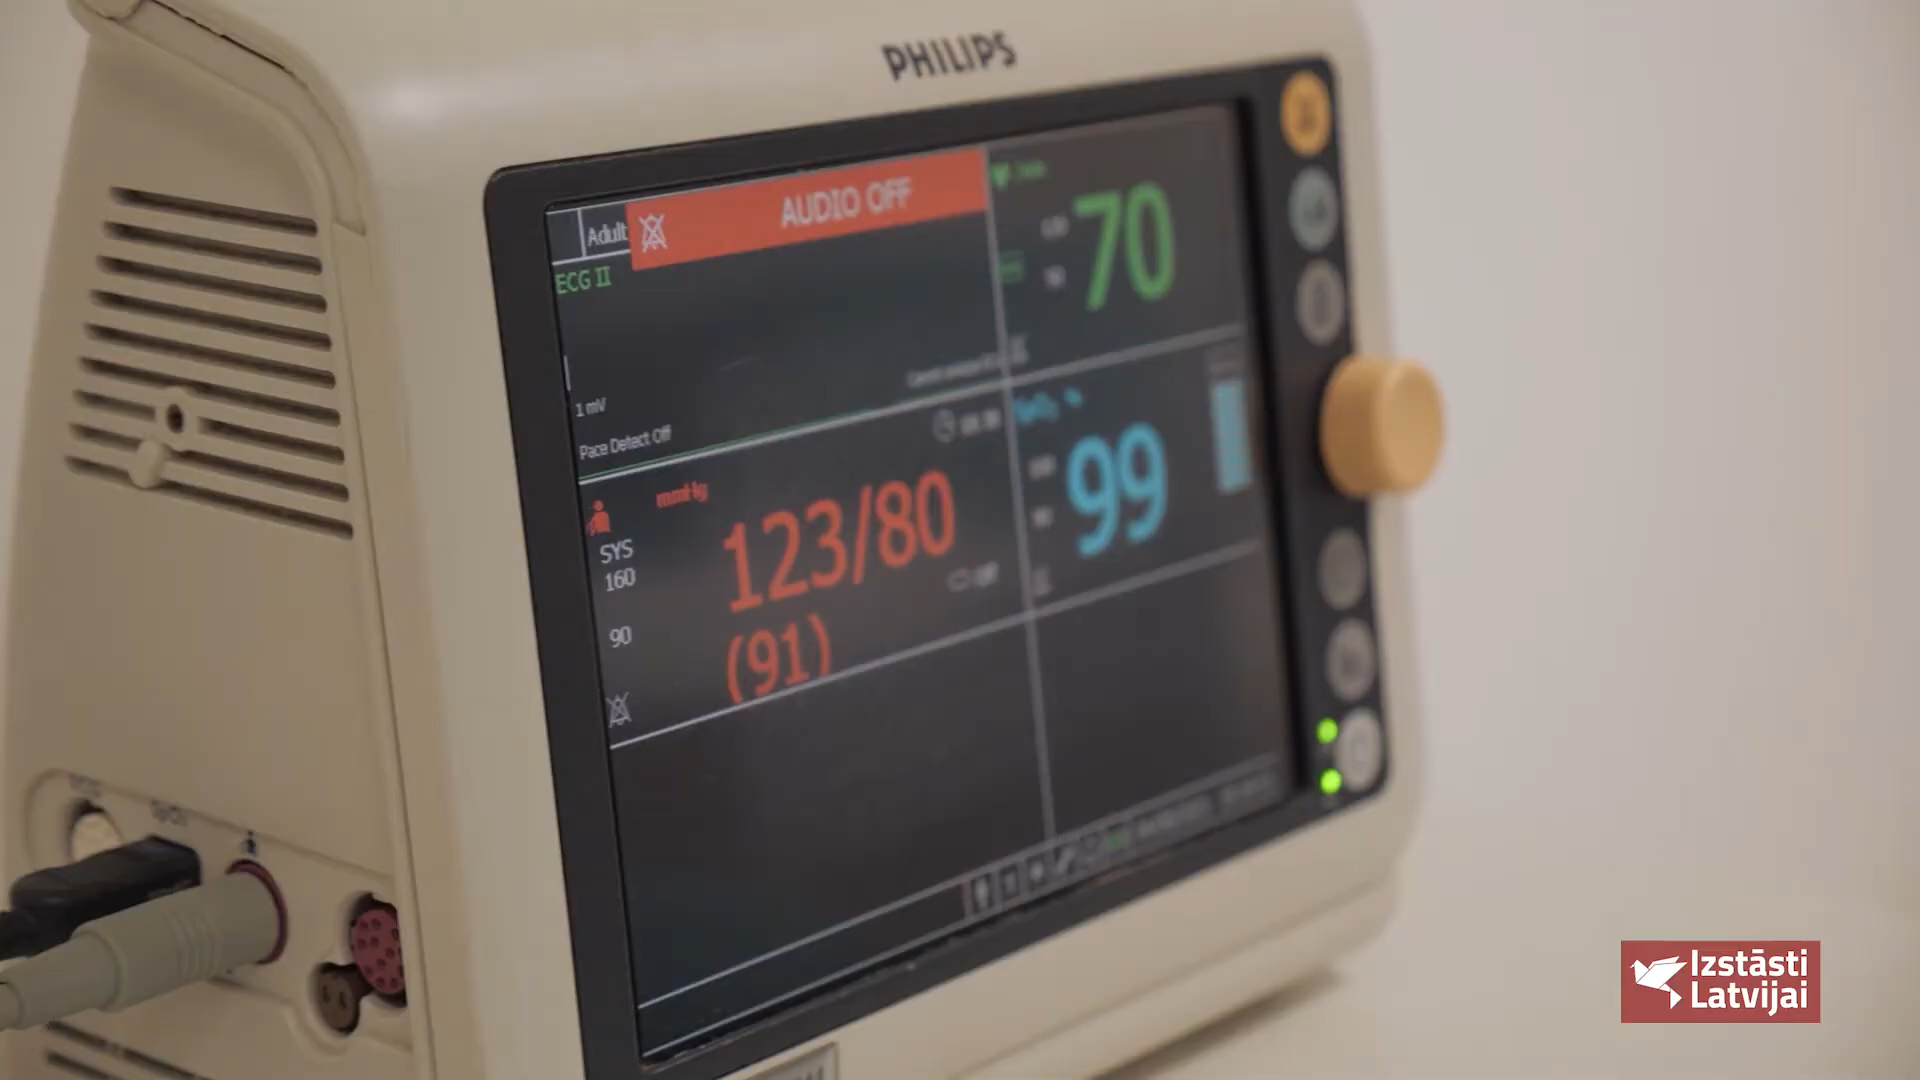 PHILIPS
AUDIO OFF
Adult
ECG II
70
1 mV
Pace Detect Off
mmHg
99
SYS
160
123/80
90
(91)
Izstāsti
Latvijai